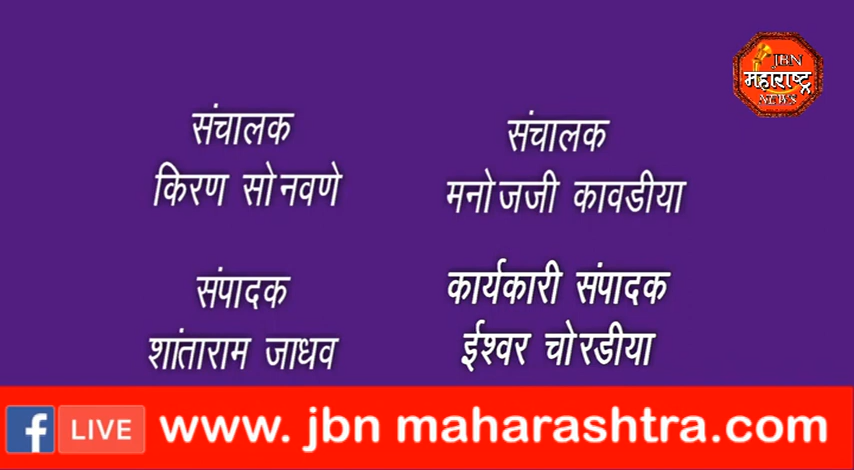 JBN
महाराष्ट्र
NEWS
संचालक
किरण सोनवणे
संचालक
मनोजजी कावडीया
संपादक
शांताराम जाधव
कार्यकारी संपादक
ईश्वर चोरडीया
f LIVE www. jbn maharashtra.com